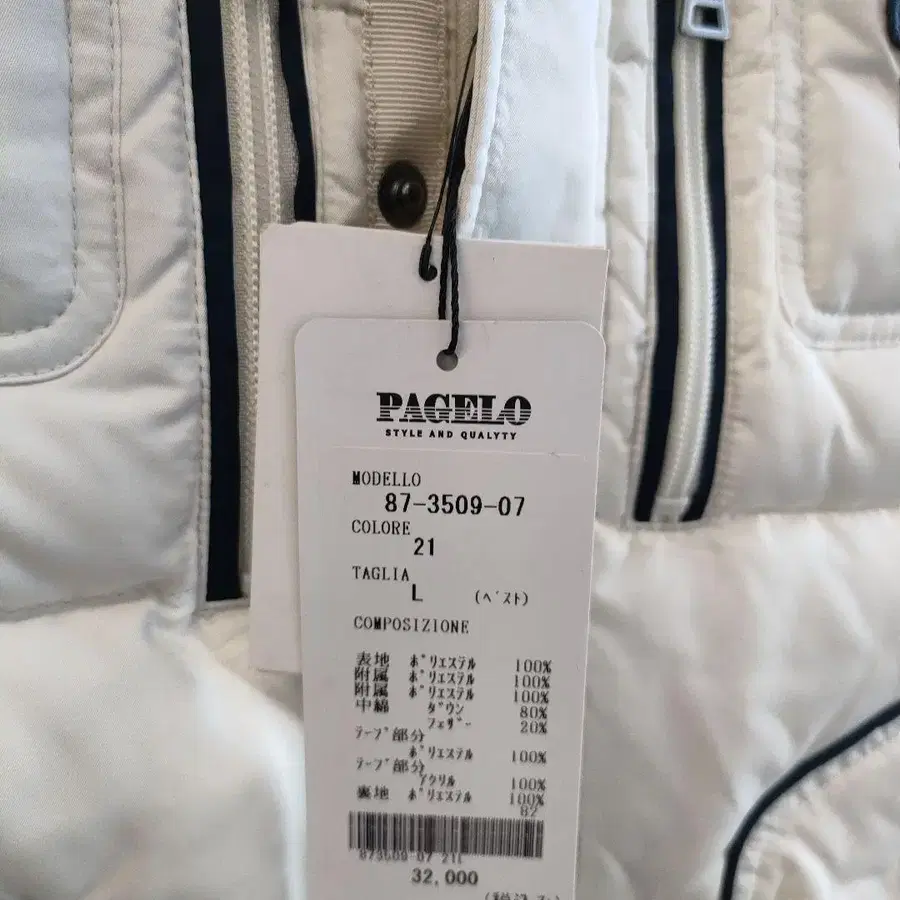 PAGELO
STYLE AND QUALYTY
MODELLO
87-3509-07
COLORE
21
TAGLIA
L (ﾍﾞｽﾄ)
COMPOSIZIONE
表地 ﾎﾟﾘｴｽﾃﾙ 100%
附属 ﾎﾟﾘｴｽﾃﾙ 100%
附属 ﾎﾟﾘｴｽﾃﾙ 100%
中綿 ﾀﾞｳﾝ 80%
ﾌｪｻﾞｰ 20%
ﾃｰﾌﾟ部分
ﾎﾟﾘｴｽﾃﾙ 100%
ﾃｰﾌﾟ部分
ｱｸﾘﾙ 100%
裏地 ﾎﾟﾘｴｽﾃﾙ 100%
82
873509-07 21L
32,000
(税込み)